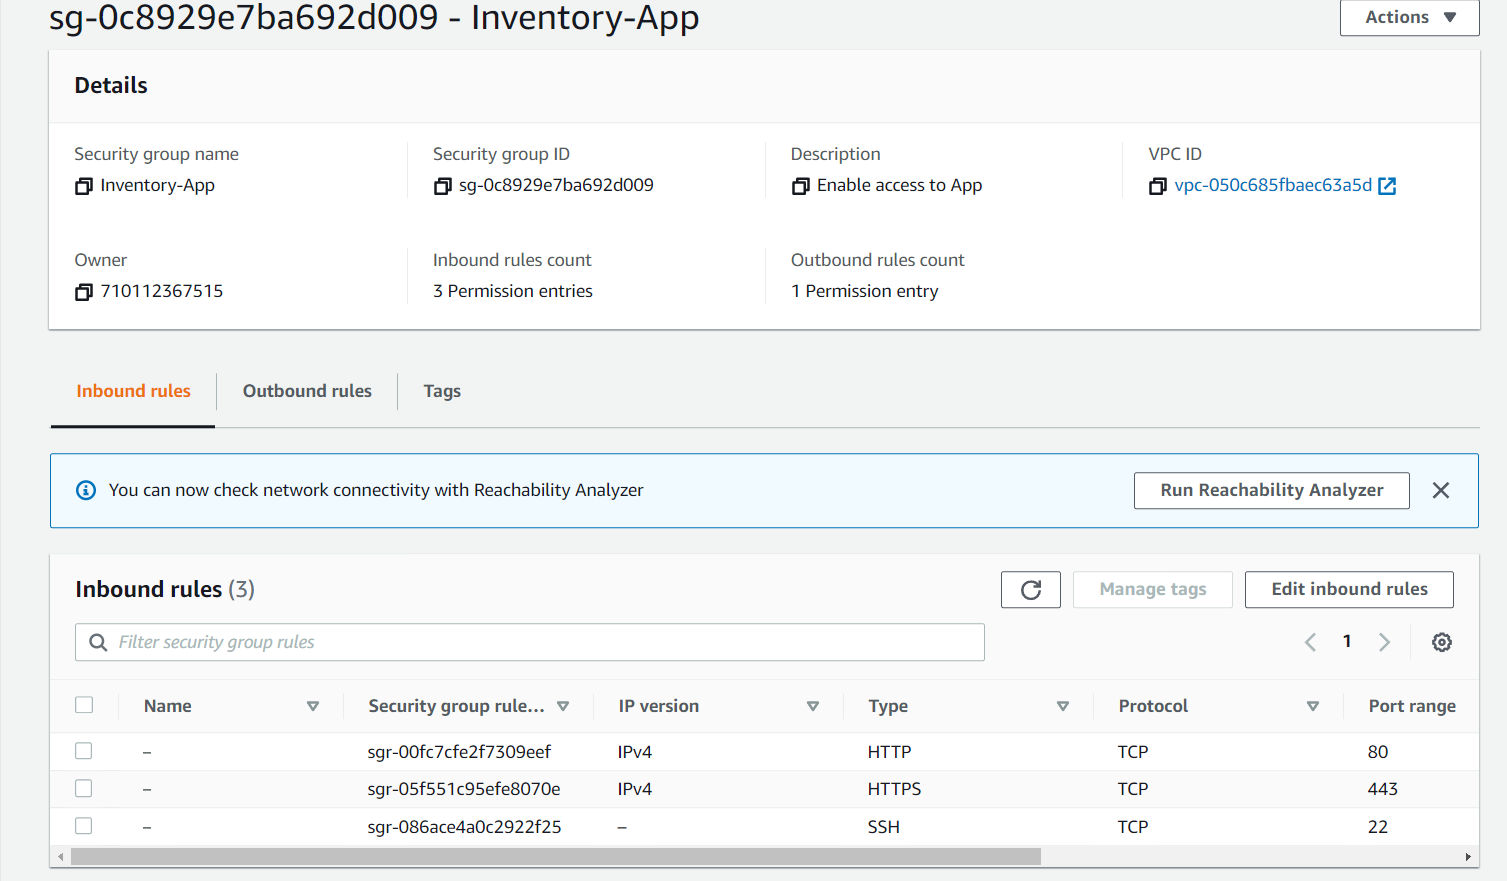 sg-0c8929e7ba692d009 - Inventory-App
Actions
Details
Security group name
Security group ID
Description
VPC ID
Inventory-App
sg-0c8929e7ba692d009
Enable access to App
vpc-050c685fbaec63a5d
Owner
Inbound rules count
Outbound rules count
710112367515
3 Permission entries
1 Permission entry
Inbound rules
Outbound rules
Tags
You can now check network connectivity with Reachability Analyzer
Run Reachability Analyzer
Inbound rules (3)
Manage tags
Edit inbound rules
Filter security group rules
1
Name
Security group rule...
IP version
Type
Protocol
Port range
– sgr-00fc7cfe2f7309eef IPv4 HTTP TCP 80
– sgr-05f551c95efe8070e IPv4 HTTPS TCP 443
– sgr-086ace4a0c2922f25 – SSH TCP 22